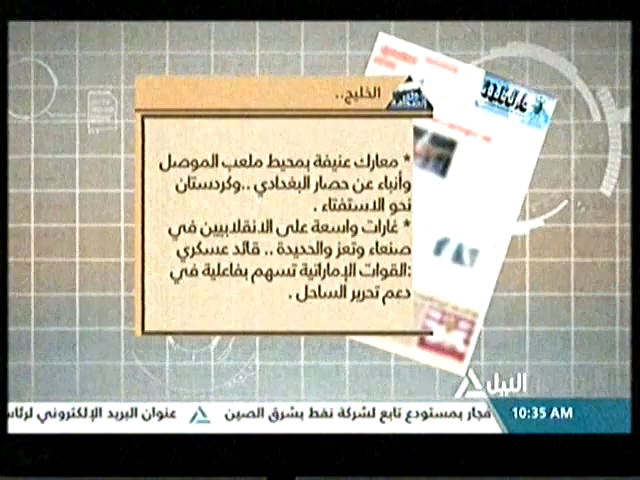 الخليج..
* معارك عنيفة بمحيط ملعب الموصل
وأنباء عن حصار البغدادي ..وكردستان
نحو الاستفتاء .
* غارات واسعة على الانقلابيين في
صنعاء وتعز والحديدة .. قائد عسكري
:القوات الإماراتية تسهم بفاعلية في
دعم تحرير الساحل .
النيل
10:35 AM
فجار بمستودع تابع لشركة نفط بشرق الصين
عنوان البريد الإلكتروني لرئاس